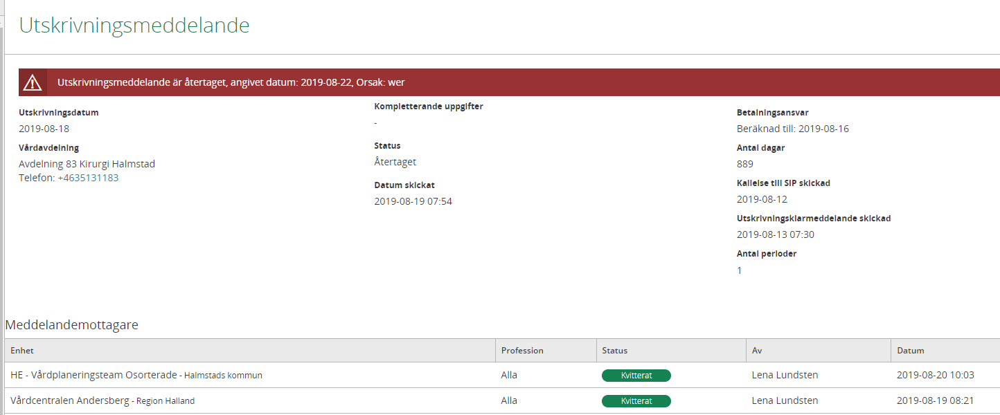 Utskrivningsmeddelande
Utskrivningsmeddelande är återtaget, angivet datum: 2019-08-22, Orsak: wer
Utskrivningsdatum
2019-08-18
Vårdavdelning
Avdelning 83 Kirurgi Halmstad
Telefon: +4635131183
Kompletterande uppgifter
-
Status
Återtaget
Datum skickat
2019-08-19 07:54
Betalningsansvar
Beräknad till: 2019-08-16
Antal dagar
889
Kallelse till SIP skickad
2019-08-12
Utskrivningsklarmeddelande skickad
2019-08-13 07:30
Antal perioder
1
Meddelandemottagare
Enhet Profession Status Av Datum
HE - Vårdplaneringsteam Osorterade - Halmstads kommun Alla Kvitterat Lena Lundsten 2019-08-20 10:03
Vårdcentralen Andersberg - Region Halland Alla Kvitterat Lena Lundsten 2019-08-19 08:21